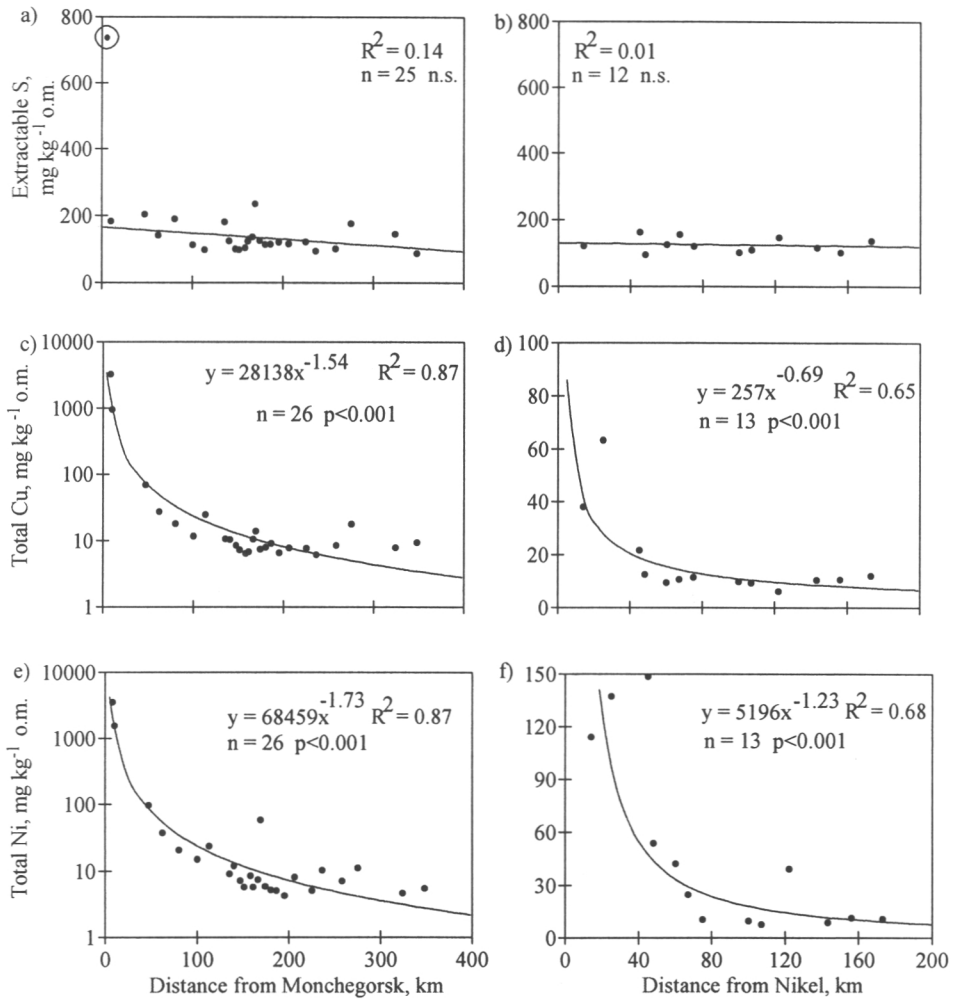 a) 800
600
400
200
0
Extractable S,
mg kg -1 o.m.
R2 = 0.14
n = 25 n.s.
b) 800
600
400
200
0
R2 = 0.01
n = 12 n.s.
c) 10000
1000
100
10
1
Total Cu, mg kg-1 o.m.
y = 28138x-1.54 R2 = 0.87
n = 26 p<0.001
d) 100
80
60
40
20
0
y = 257x-0.69 R2 = 0.65
n = 13 p<0.001
e) 10000
1000
100
10
1
Total Ni, mg kg-1 o.m.
y = 68459x-1.73 R2 = 0.87
n = 26 p<0.001
0 100 200 300 400
Distance from Monchegorsk, km
f) 150
120
90
60
30
0
y = 5196x-1.23 R2 = 0.68
n = 13 p<0.001
0 40 80 120 160 200
Distance from Nikel, km